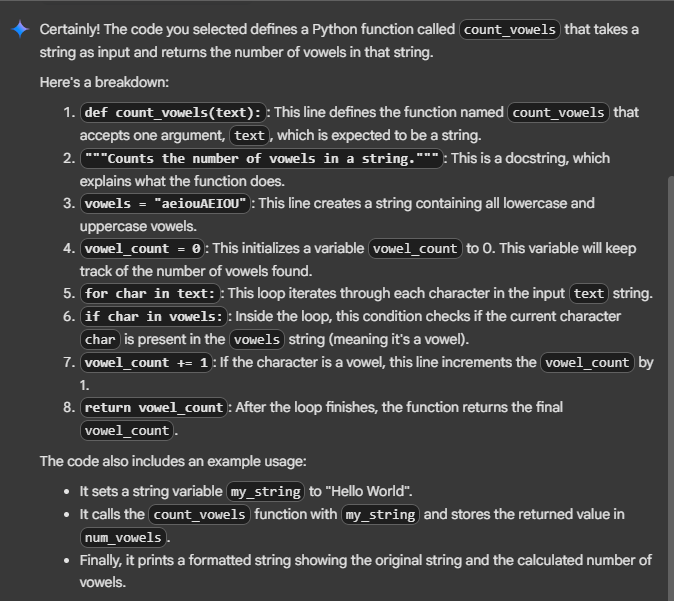 Certainly! The code you selected defines a Python function called count_vowels that takes a
string as input and returns the number of vowels in that string.
Here's a breakdown:
1. def count_vowels(text): : This line defines the function named count_vowels that
accepts one argument, text , which is expected to be a string.
2. """Counts the number of vowels in a string.""" : This is a docstring, which
explains what the function does.
3. vowels = "aeiouAEIOU" : This line creates a string containing all lowercase and
uppercase vowels.
4. vowel_count = 0 : This initializes a variable vowel_count to 0. This variable will keep
track of the number of vowels found.
5. for char in text: : This loop iterates through each character in the input text string.
6. if char in vowels: : Inside the loop, this condition checks if the current character
char is present in the vowels string (meaning it's a vowel).
7. vowel_count += 1 : If the character is a vowel, this line increments the vowel_count by
1.
8. return vowel_count : After the loop finishes, the function returns the final
vowel_count .
The code also includes an example usage:
• It sets a string variable my_string to "Hello World".
• It calls the count_vowels function with my_string and stores the returned value in
num_vowels .
• Finally, it prints a formatted string showing the original string and the calculated number of
vowels.